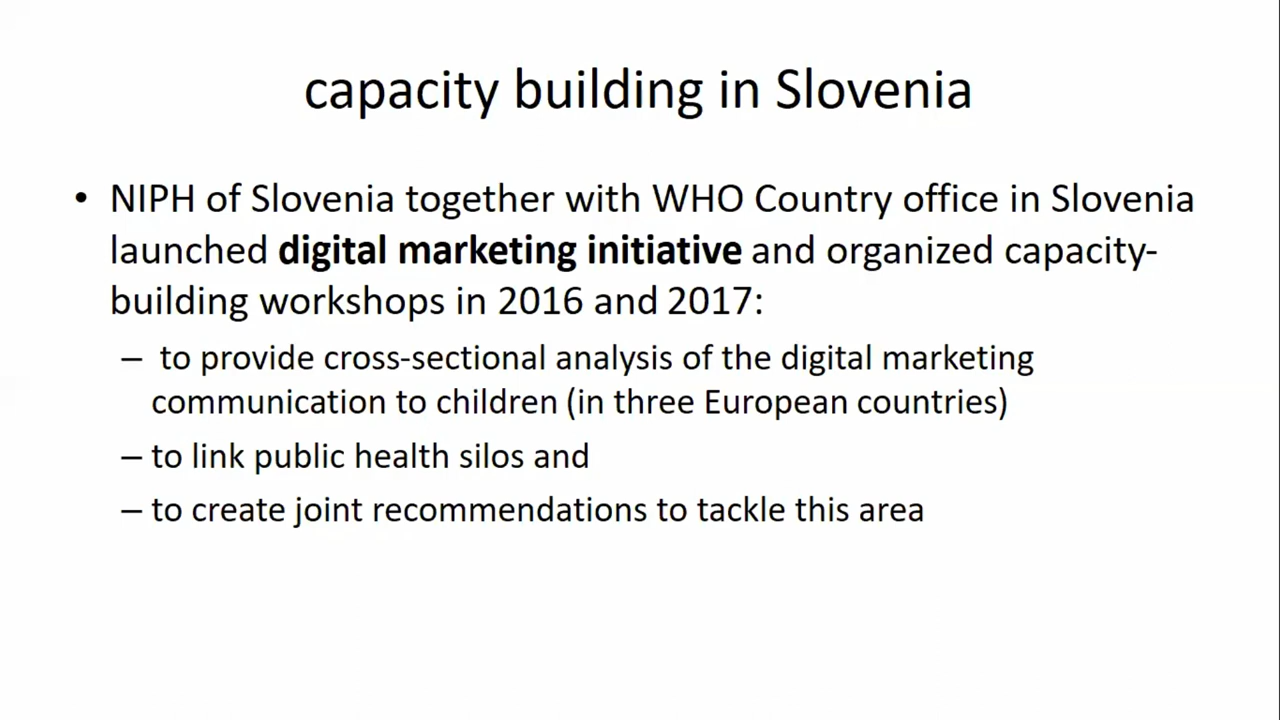 capacity building in Slovenia
• NIPH of Slovenia together with WHO Country office in Slovenia
launched digital marketing initiative and organized capacity-
building workshops in 2016 and 2017:
– to provide cross-sectional analysis of the digital marketing
communication to children (in three European countries)
– to link public health silos and
– to create joint recommendations to tackle this area